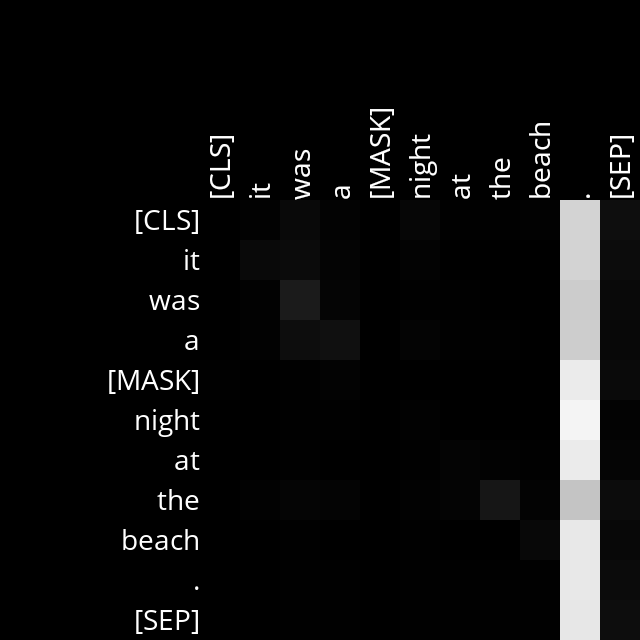 [CLS] it was a [MASK] night at the beach . [SEP]
[CLS]
it
was
a
[MASK]
night
at
the
beach
.
[SEP]